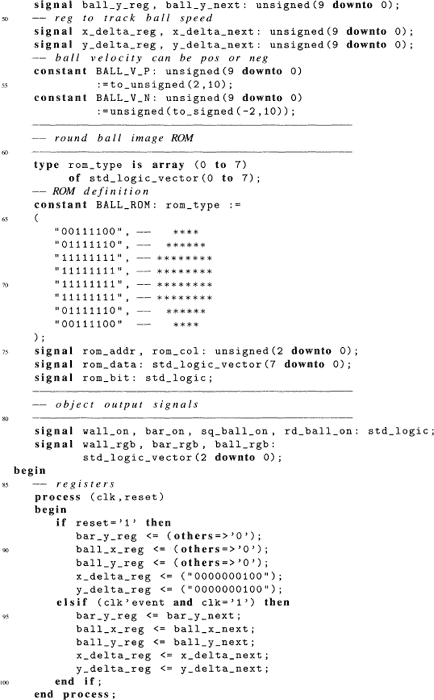 signal ball_y_reg, ball_y_next: unsigned(9 downto 0);
50 — reg to track ball speed
signal x_delta_reg, x_delta_next: unsigned(9 downto 0);
signal y_delta_reg, y_delta_next: unsigned(9 downto 0);
— ball velocity can be pos or neg
constant BALL_V_P: unsigned(9 downto 0)
55 :=to_unsigned(2,10);
constant BALL_V_N: unsigned(9 downto 0)
:=unsigned(to_signed(-2,10));
— round ball image ROM
60
type rom_type is array (0 to 7)
of std_logic_vector(0 to 7);
— ROM definition
constant BALL_ROM: rom_type :=
65 (
"00111100", — ****
"01111110", — ******
"11111111", — ********
"11111111", — ********
70 "11111111", — ********
"11111111", — ********
"01111110", — ******
"00111100" — ****
);
75 signal rom_addr, rom_col: unsigned(2 downto 0);
signal rom_data: std_logic_vector(7 downto 0);
signal rom_bit: std_logic;
— object output signals
80
signal wall_on, bar_on, sq_ball_on, rd_ball_on: std_logic;
signal wall_rgb, bar_rgb, ball_rgb:
std_logic_vector(2 downto 0);
begin
85 — registers
process (clk,reset)
begin
if reset='1' then
bar_y_reg <= (others=>'0');
90 ball_x_reg <= (others=>'0');
ball_y_reg <= (others=>'0');
x_delta_reg <= ("0000000100");
y_delta_reg <= ("0000000100");
elsif (clk'event and clk='1') then
95 bar_y_reg <= bar_y_next;
ball_x_reg <= ball_x_next;
ball_y_reg <= ball_y_next;
x_delta_reg <= x_delta_next;
y_delta_reg <= y_delta_next;
100 end if;
end process;